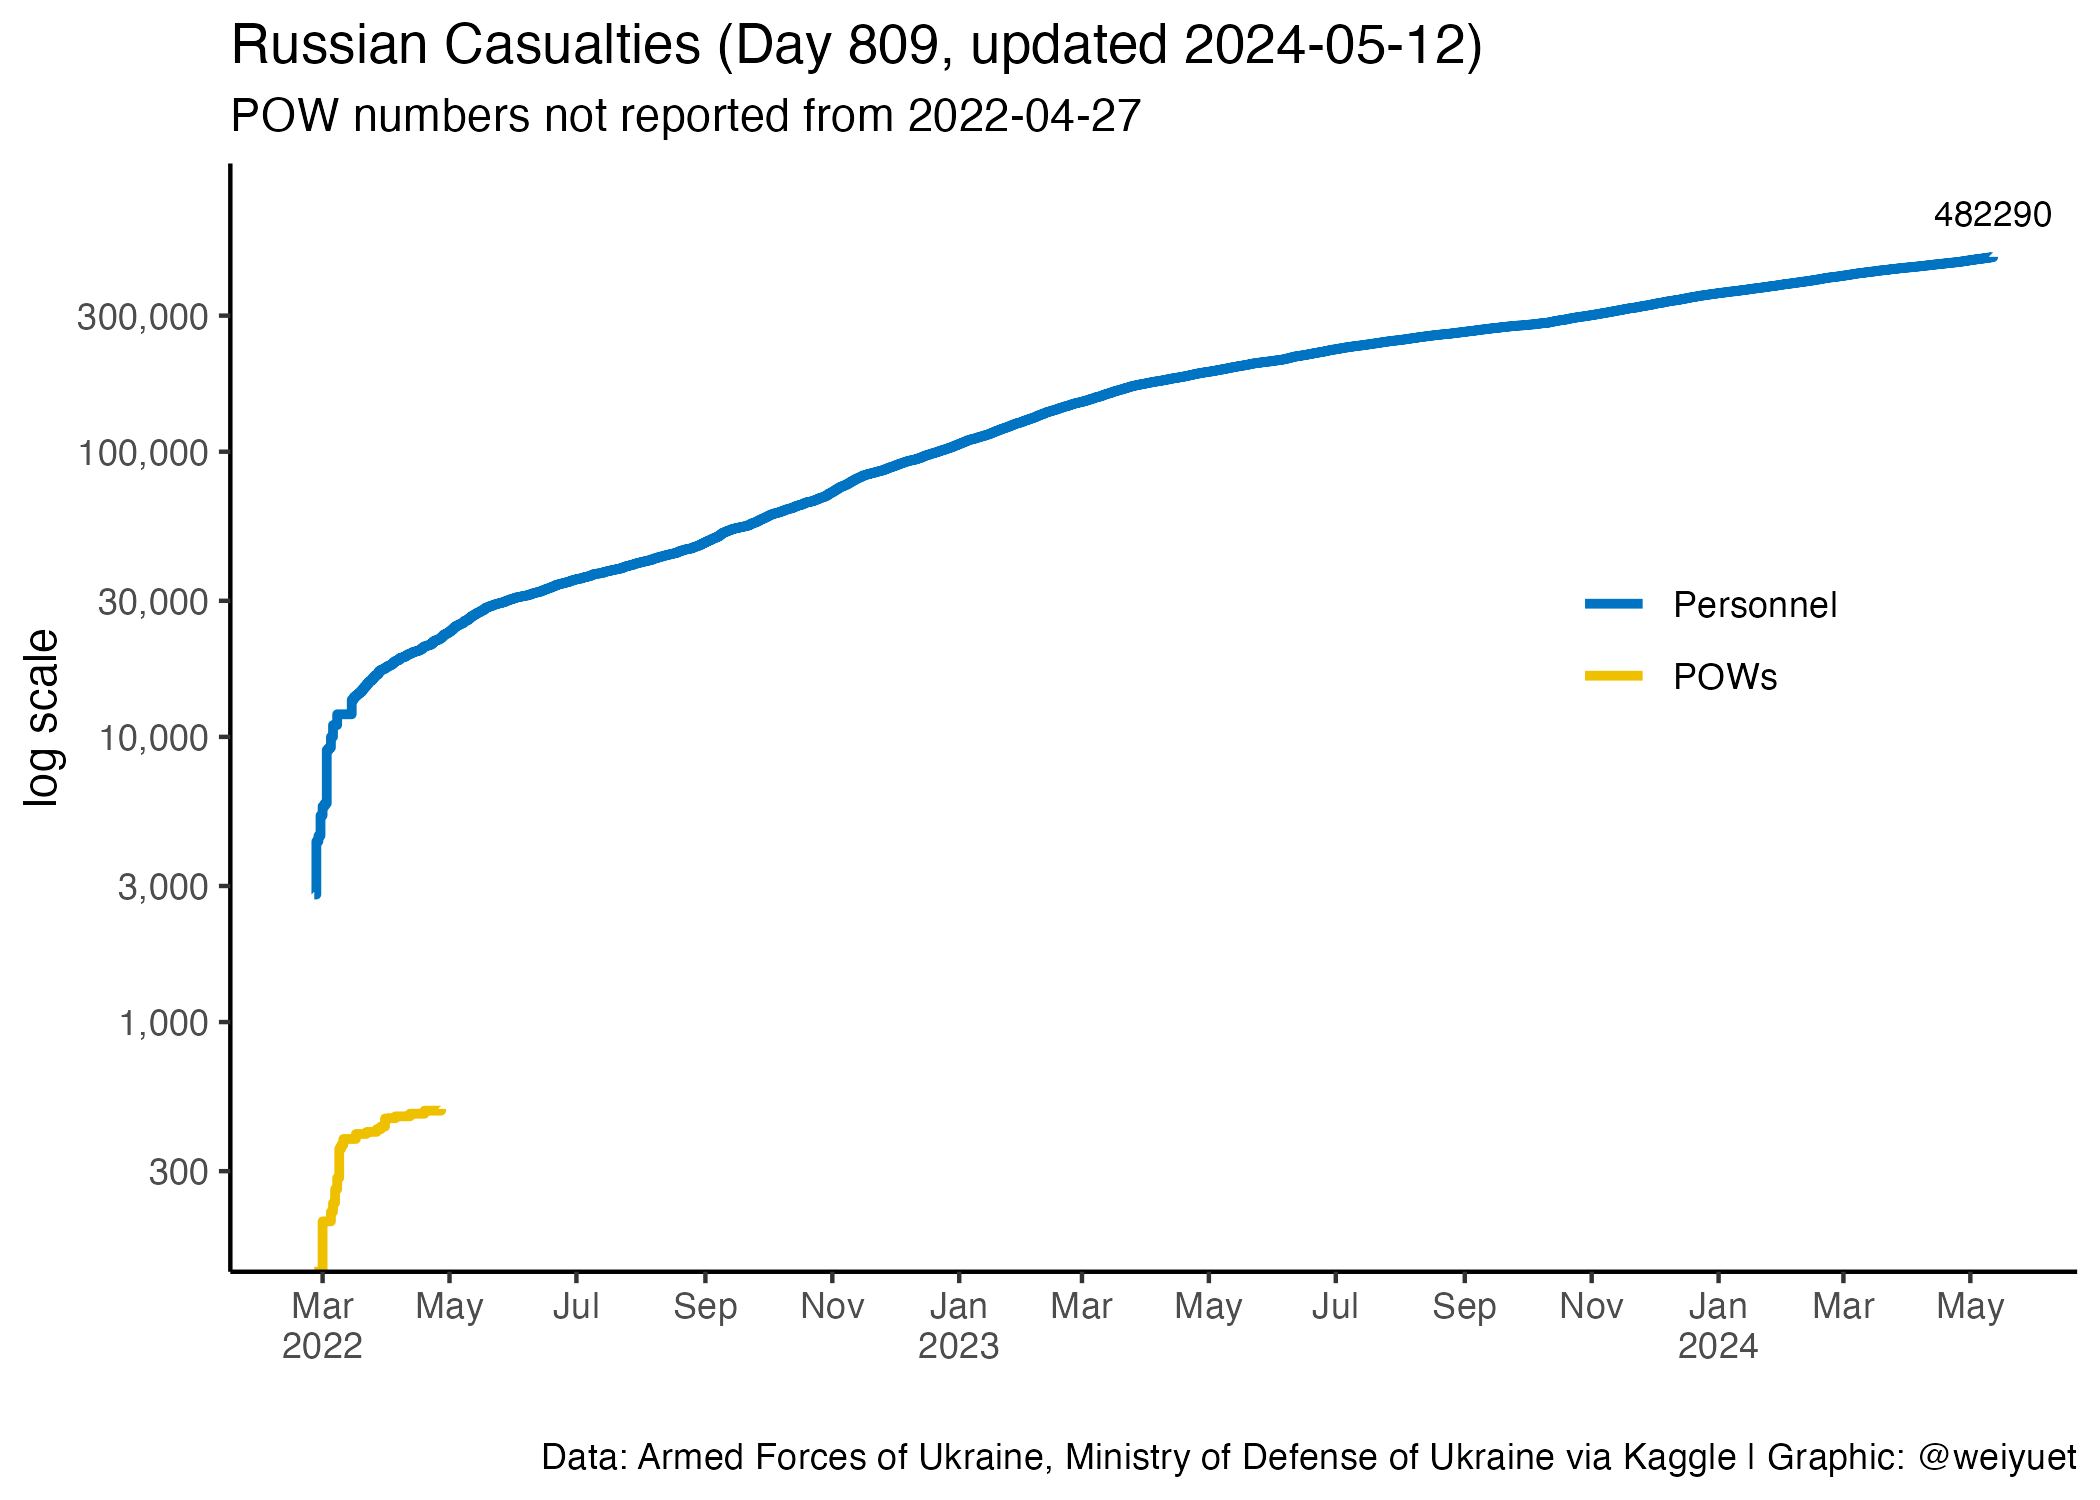 Russian Casualties (Day 809, updated 2024-05-12)
POW numbers not reported from 2022-04-27
482290
300,000
100,000
30,000
10,000
3,000
1,000
300
log scale
Personnel
POWs
Mar May Jul Sep Nov Jan Mar May Jul Sep Nov Jan Mar May
2022 2023 2024
Data: Armed Forces of Ukraine, Ministry of Defense of Ukraine via Kaggle | Graphic: @weiyuet